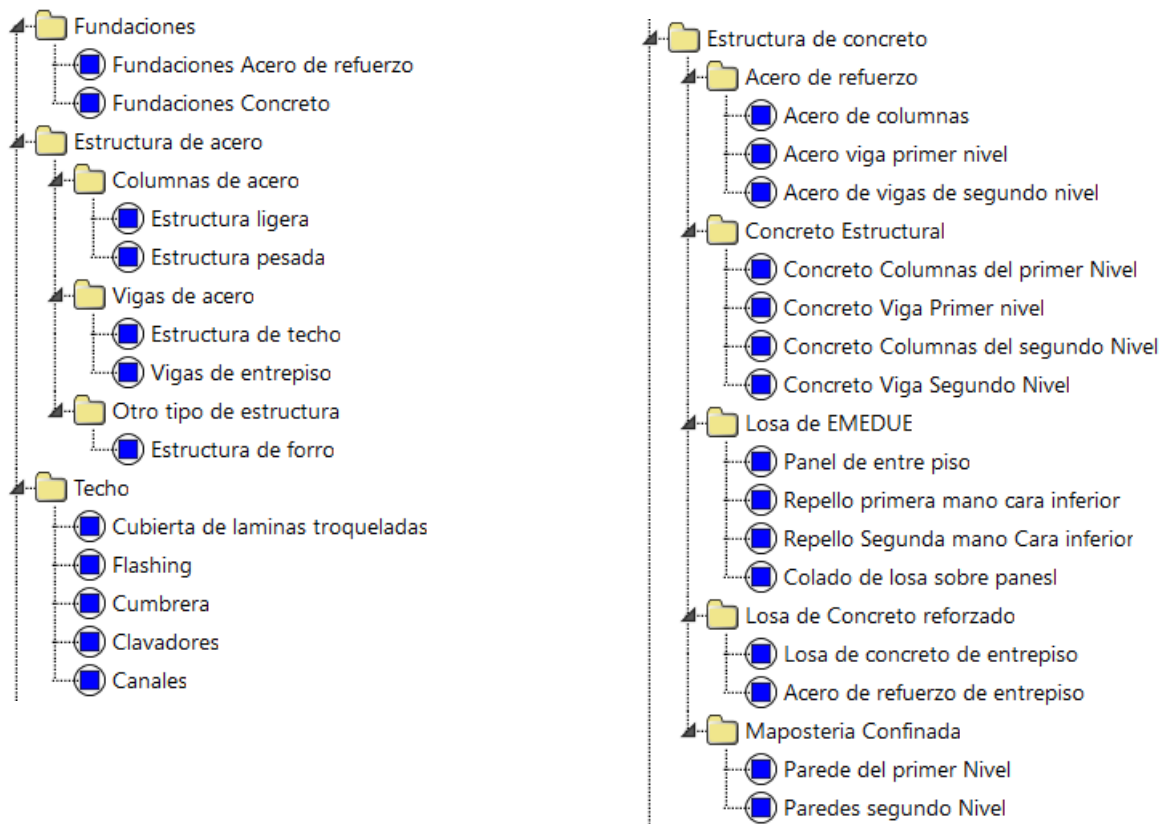 Fundaciones
Fundaciones Acero de refuerzo
Fundaciones Concreto
Estructura de acero
Columnas de acero
Estructura ligera
Estructura pesada
Vigas de acero
Estructura de techo
Vigas de entrepiso
Otro tipo de estructura
Estructura de forro
Techo
Cubierta de laminas troqueladas
Flashing
Cumbrera
Clavadores
Canales
Estructura de concreto
Acero de refuerzo
Acero de columnas
Acero viga primer nivel
Acero de vigas de segundo nivel
Concreto Estructural
Concreto Columnas del primer Nivel
Concreto Viga Primer nivel
Concreto Columnas del segundo Nivel
Concreto Viga Segundo Nivel
Losa de EMEDUE
Panel de entre piso
Repello primera mano cara inferior
Repello Segunda mano Cara inferior
Colado de losa sobre panesl
Losa de Concreto reforzado
Losa de concreto de entrepiso
Acero de refuerzo de entrepiso
Maposteria Confinada
Parede del primer Nivel
Paredes segundo Nivel